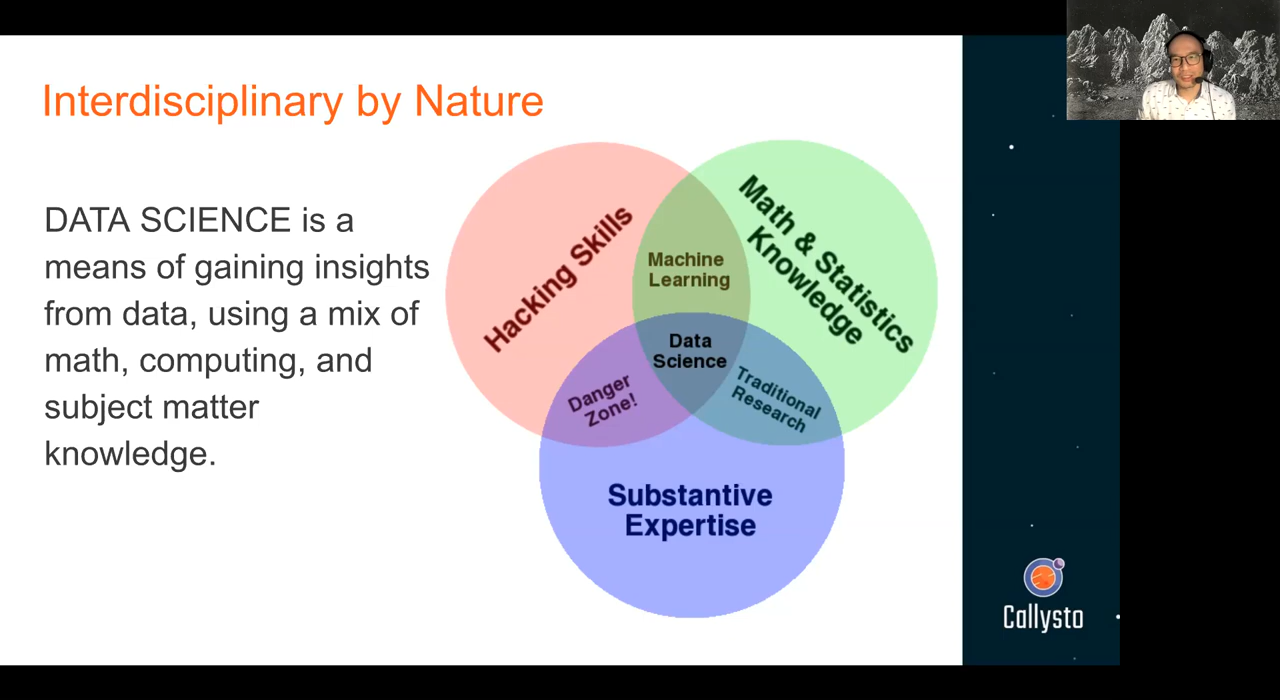 Interdisciplinary by Nature
DATA SCIENCE is a
means of gaining insights
from data, using a mix of
math, computing, and
subject matter
knowledge.
Hacking Skills
Math & Statistics
Knowledge
Machine
Learning
Data
Science
Danger
Zone!
Traditional
Research
Substantive
Expertise
Callysto